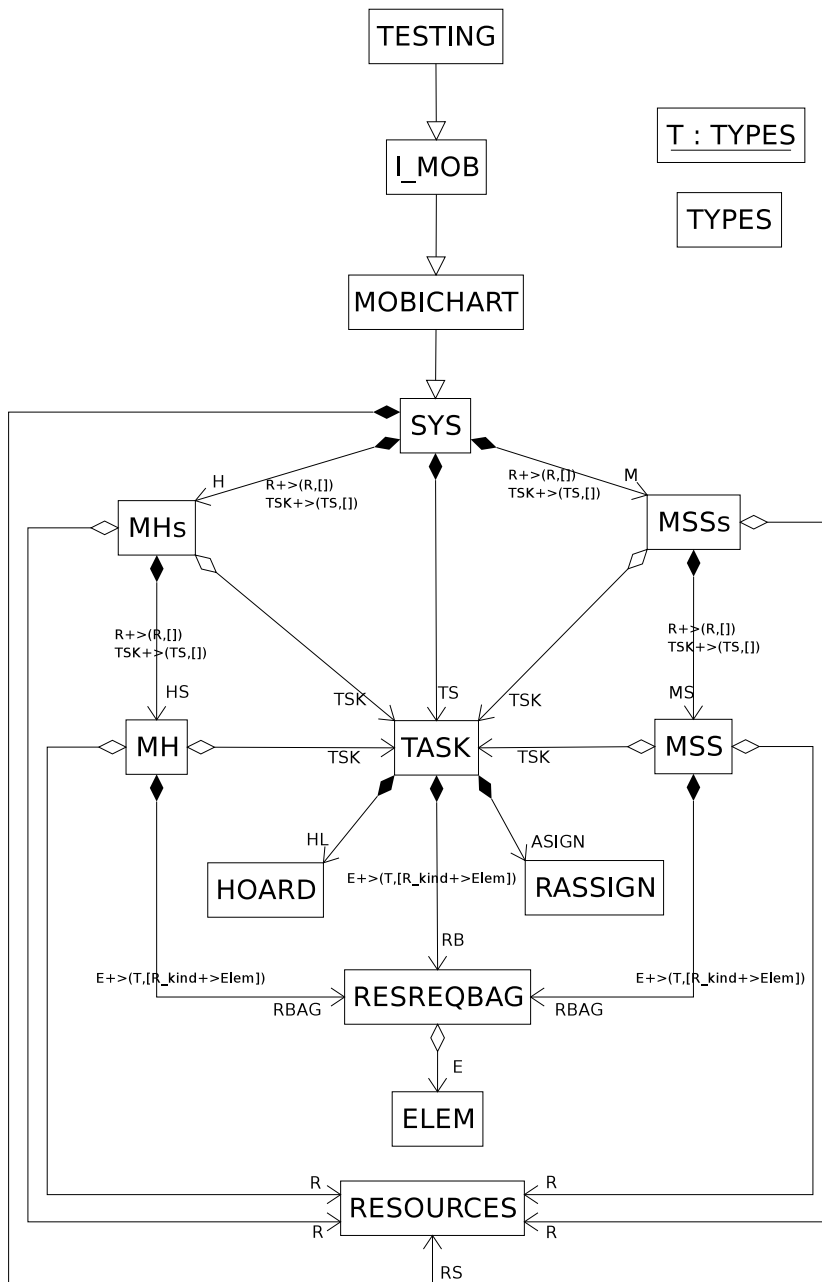 TESTING
T : TYPES
I_MOB
TYPES
MOBICHART
SYS
H
R+>(R,[])
TSK+>(TS,[])
R+>(R,[])
TSK+>(TS,[])
M
MHs
MSSs
R+>(R,[])
TSK+>(TS,[])
R+>(R,[])
TSK+>(TS,[])
HS
TSK
TS
TSK
MS
MH
TASK
MSS
TSK
TSK
HL
ASIGN
HOARD
E+>(T,[R_kind+>Elem])
RASSIGN
RB
E+>(T,[R_kind+>Elem])
E+>(T,[R_kind+>Elem])
RESREQBAG
RBAG
RBAG
E
ELEM
R
R
RESOURCES
R
R
RS